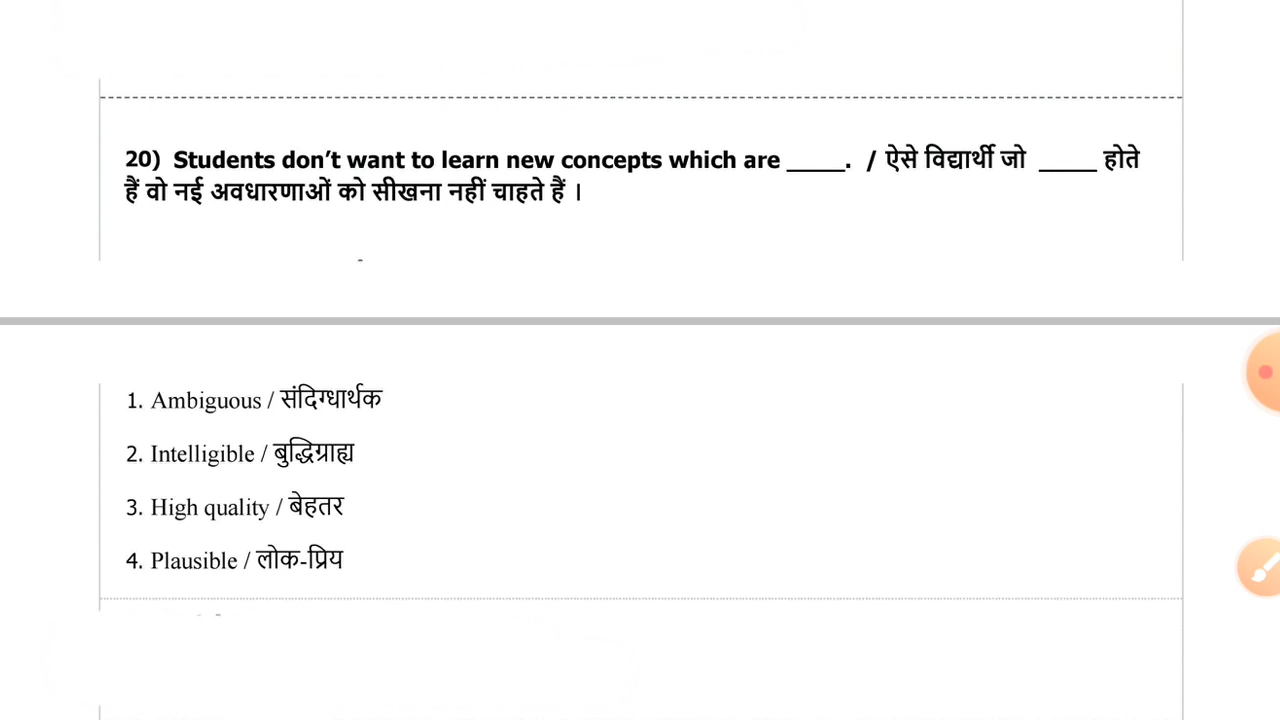 20) Students don’t want to learn new concepts which are _____. / ऐसे विद्यार्थी जो _____ होते
हैं वो नई अवधारणाओं को सीखना नहीं चाहते हैं ।
1. Ambiguous / संदिग्धार्थक
2. Intelligible / बुद्धिग्राह्य
3. High quality / बेहतर
4. Plausible / लोक-प्रिय